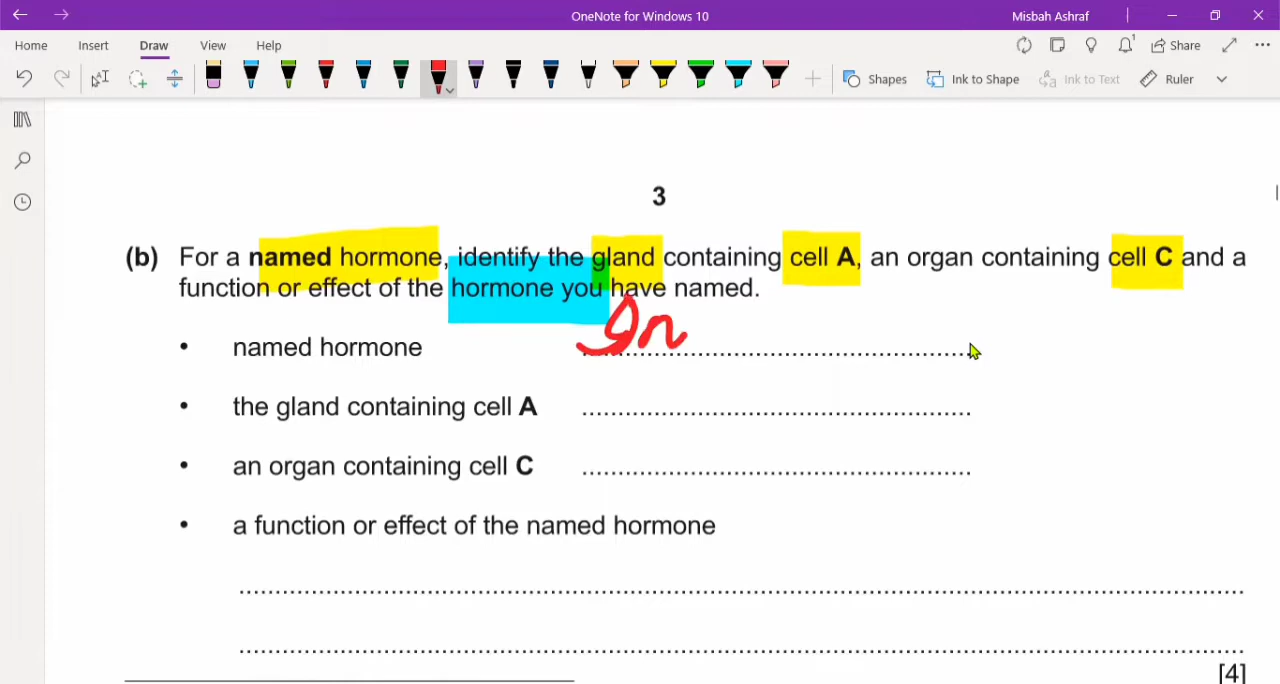 OneNote for Windows 10
Misbah Ashraf
Home Insert Draw View Help
Share
Shapes Ink to Shape Ink to Text Ruler
3
(b) For a named hormone, identify the gland containing cell A, an organ containing cell C and a
function or effect of the hormone you have named.
In
• named hormone ......................................................
• the gland containing cell A ......................................................
• an organ containing cell C ......................................................
• a function or effect of the named hormone
..........................................................................................................................................
..........................................................................................................................................
[4]